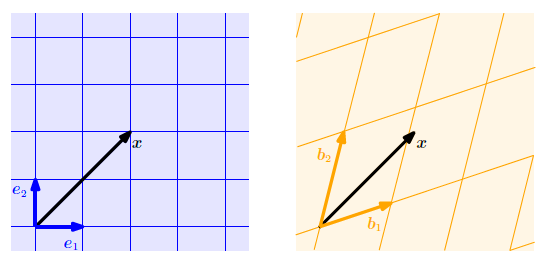 x
x
b₂
e₂
b₁
e₁